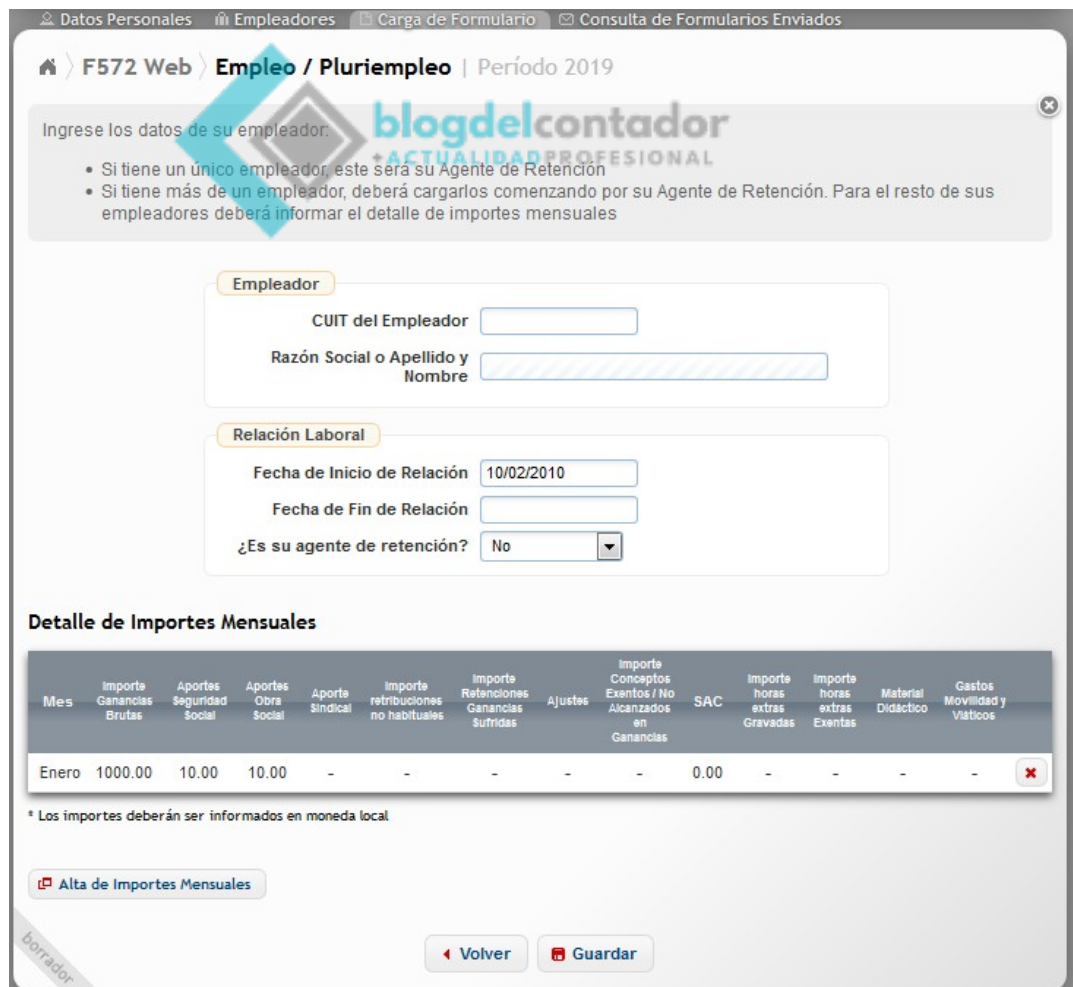 Datos Personales Empleadores Carga de Formulario Consulta de Formularios Enviados
F572 Web Empleo / Pluriempleo | Período 2019
blogdelcontador
+ACTUALIDADPROFESIONAL
Ingrese los datos de su empleador:
• Si tiene un único empleador, este será su Agente de Retención
• Si tiene más de un empleador, deberá cargarlos comenzando por su Agente de Retención. Para el resto de sus
empleadores deberá informar el detalle de importes mensuales
Empleador
CUIT del Empleador
Razón Social o Apellido y
Nombre
Relación Laboral
Fecha de Inicio de Relación 10/02/2010
Fecha de Fin de Relación
¿Es su agente de retención? No
Detalle de Importes Mensuales
Mes
Importe
Ganancias
Brutas
Aportes
Seguridad
Social
Aportes
Obra
Social
Aporte
Sindical
Importe
retribuciones
no habituales
Importe
Retenciones
Ganancias
Sufridas
Ajustes
Importe
Conceptos
Exentos / No
Alcanzados
en
Ganancias
SAC
Importe
horas
extras
Gravadas
Importe
horas
extras
Exentas
Material
Didáctico
Gastos
Movilidad y
Viáticos
Enero 1000.00 10.00 10.00 - - - - - 0.00 - - - -
* Los importes deberán ser informados en moneda local
Alta de Importes Mensuales
borrador
Volver Guardar